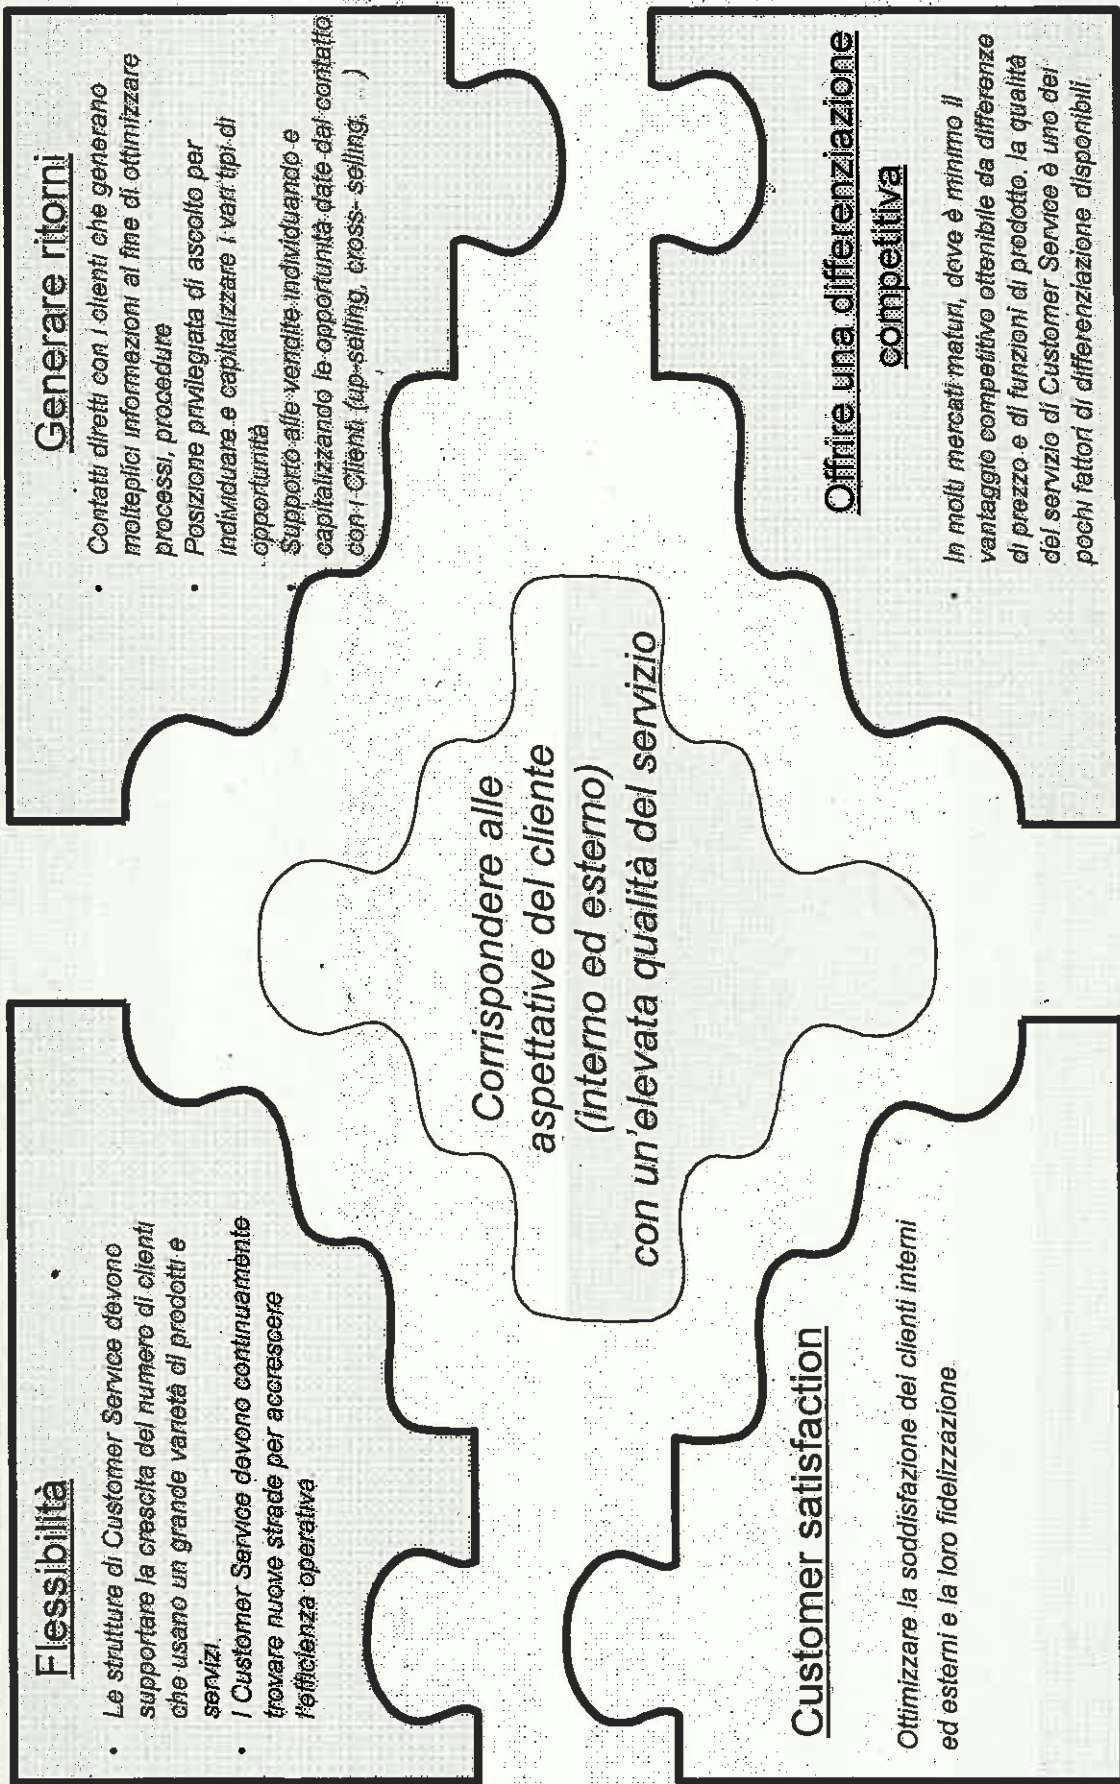 Flessibilità
• Le strutture di Customer Service devono
supportare la crescita del numero di clienti
che usano un grande varietà di prodotti e
servizi.
• I Customer Service devono continuamente
trovare nuove strade per accrescere
l'efficienza operativa
Generare ritorni
• Contatti diretti con i clienti che generano
molteplici informazioni al fine di ottimizzare
processi, procedure
• Posizione privilegiata di ascolto per
individuare e capitalizzare i vari tipi di
opportunità
• Supporto alle vendite individuando e
capitalizzando le opportunità date dal contatto
con i Clienti (up-selling, cross- selling, ...)
Corrispondere alle
aspettative del cliente
(interno ed esterno)
con un'elevata qualità del servizio
Customer satisfaction
Ottimizzare la soddisfazione dei clienti interni
ed esterni e la loro fidelizzazione
Offrire una differenziazione
competitiva
• In molti mercati maturi, dove è minimo il
vantaggio competitivo ottenibile da differenze
di prezzo e di funzioni di prodotto, la qualità
del servizio di Customer Service è uno dei
pochi fattori di differenziazione disponibili.